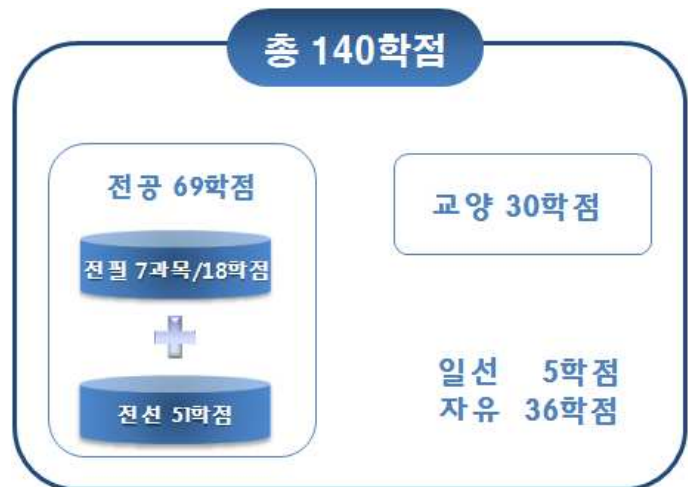 총 140학점
전공 69학점
전필 7과목/18학점
전선 51학점
교양 30학점
일선 5학점
자유 36학점